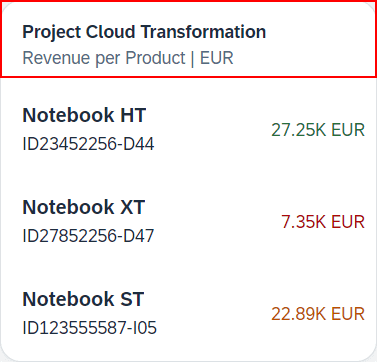 Project Cloud Transformation
Revenue per Product | EUR
Notebook HT
ID23452256-D44
27.25K EUR
Notebook XT
ID27852256-D47
7.35K EUR
Notebook ST
ID123555587-I05
22.89K EUR